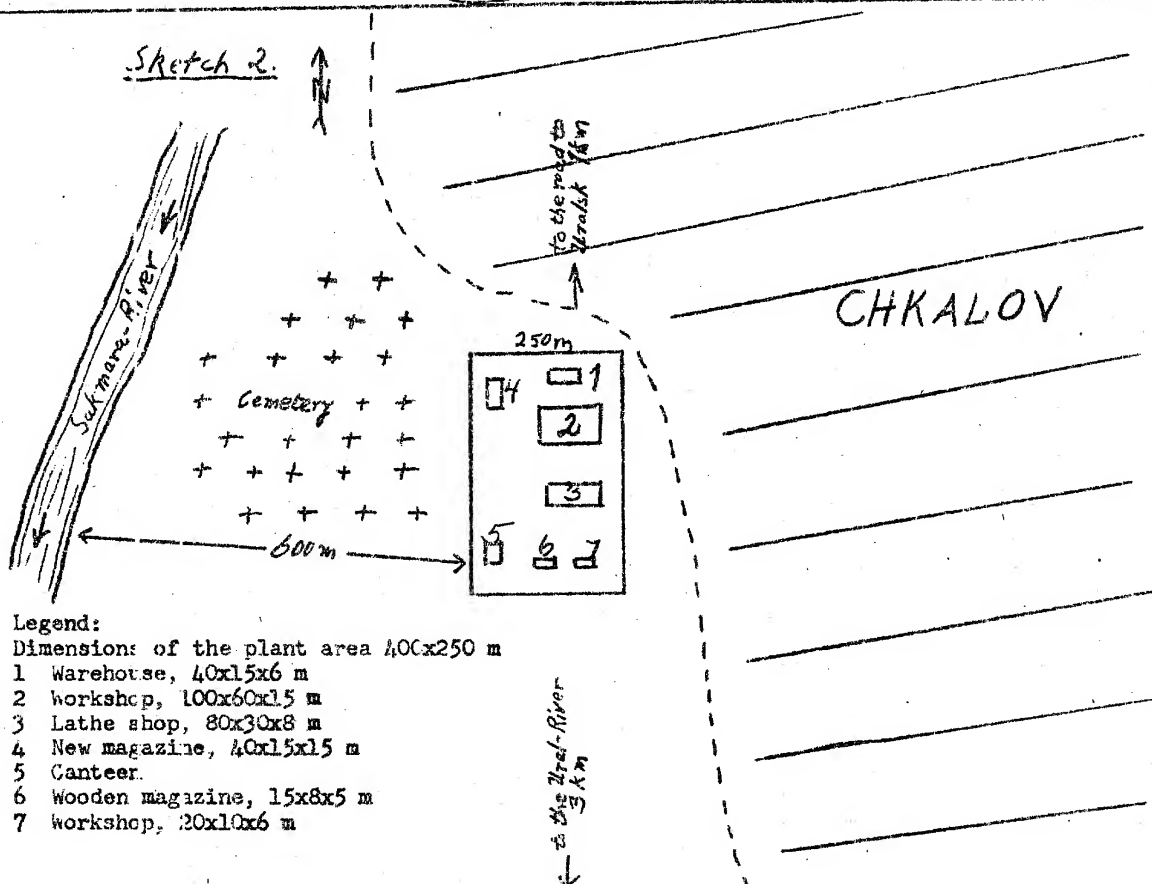 Sketch 2.
N
to the road to
Uralsk
Sakmara-River
CHKALOV
250m
4
1
2
Cemetery
3
5
6
7
600m
Legend:
Dimensions of the plant area 400x250 m
1 Warehouse, 40x15x6 m
2 Workshop, 100x60x15 m
3 Lathe shop, 80x30x8 m
4 New magazine, 40x15x15 m
5 Canteen
6 Wooden magazine, 15x8x5 m
7 Workshop, 20x10x6 m
to the Ural-River
3 km